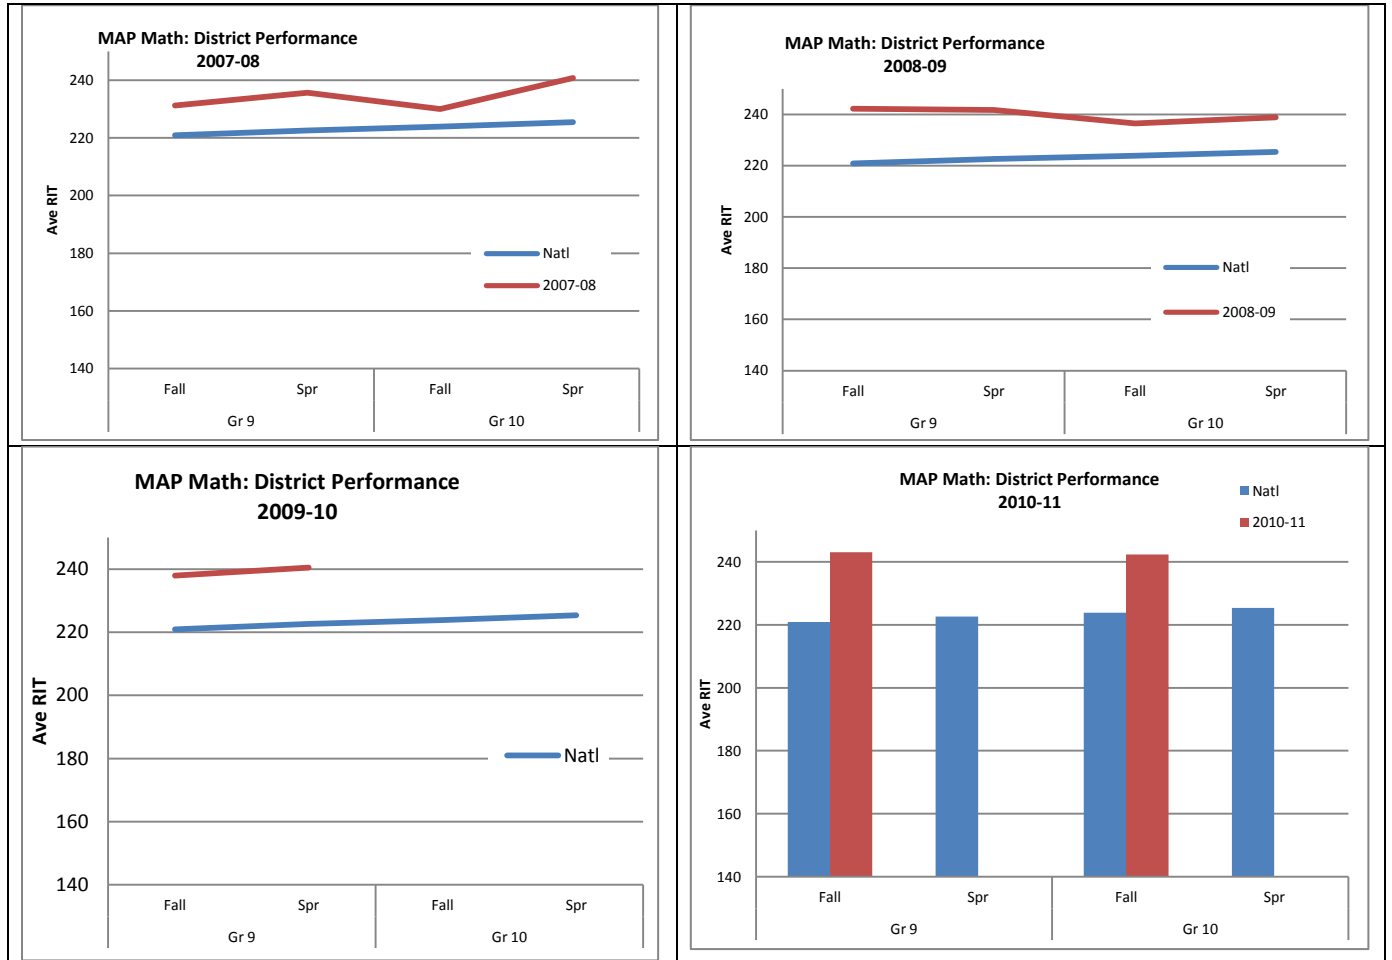 MAP Math: District Performance
2007-08
240
220
200
180
160
140
Ave RIT
Natl
2007-08
Fall Spr Fall Spr
Gr 9 Gr 10
MAP Math: District Performance
2008-09
240
220
200
180
160
140
Ave RIT
Natl
2008-09
Fall Spr Fall Spr
Gr 9 Gr 10
MAP Math: District Performance
2009-10
240
220
200
180
160
140
Ave RIT
Natl
Fall Spr Fall Spr
Gr 9 Gr 10
MAP Math: District Performance
2010-11
Natl
2010-11
240
220
200
180
160
140
Ave RIT
Fall Spr Fall Spr
Gr 9 Gr 10